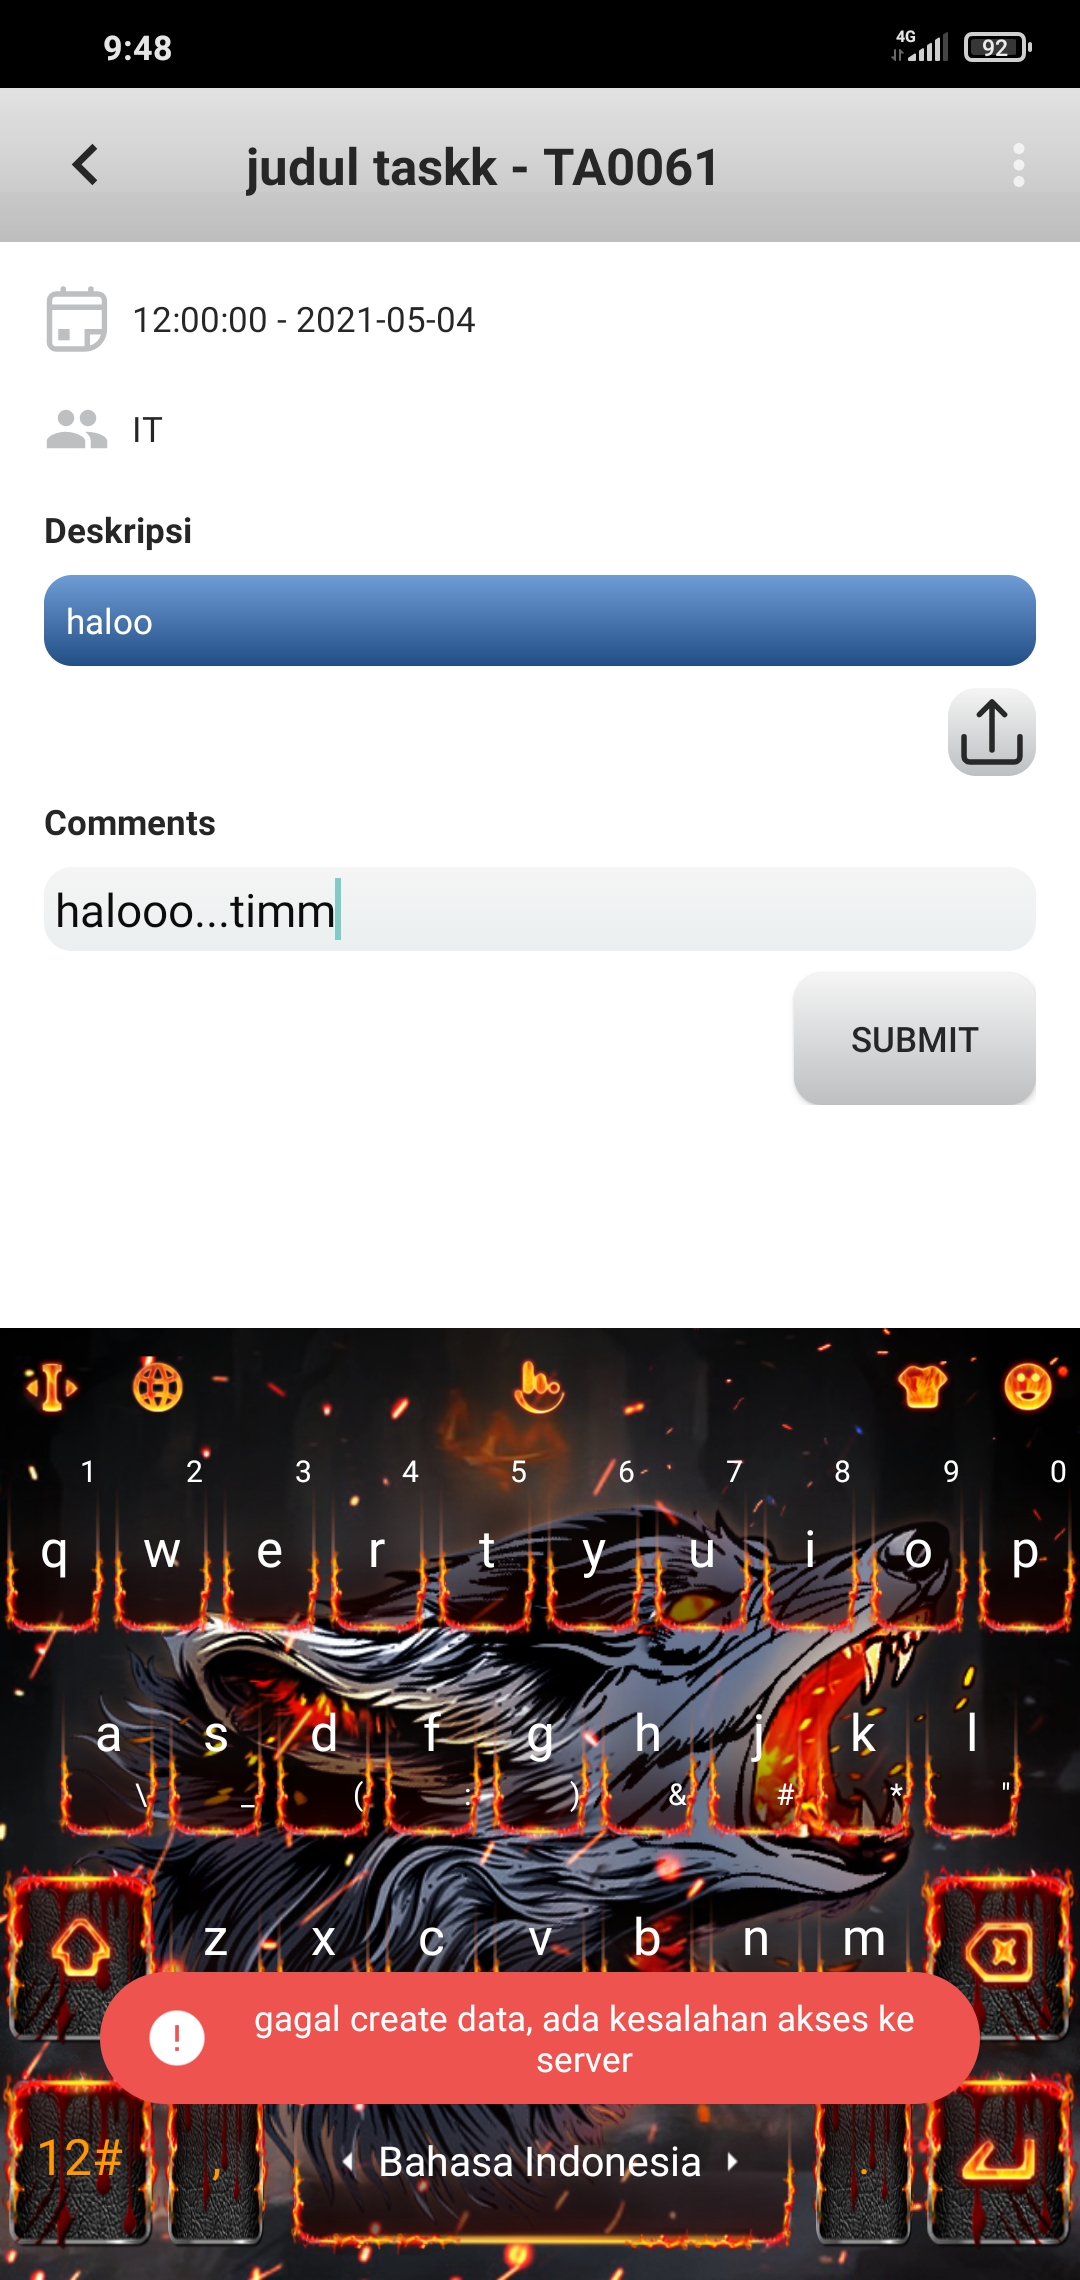 9:48
4G
92
judul taskk - TA0061
12:00:00 - 2021-05-04
IT
Deskripsi
haloo
Comments
halooo...timm
SUBMIT
1 2 3 4 5 6 7 8 9 0
q w e r t y u i o p
a s d f g h j k l
\ _ ( : ) & # * "
z x c v b n m
gagal create data, ada kesalahan akses ke
server
12# , Bahasa Indonesia .